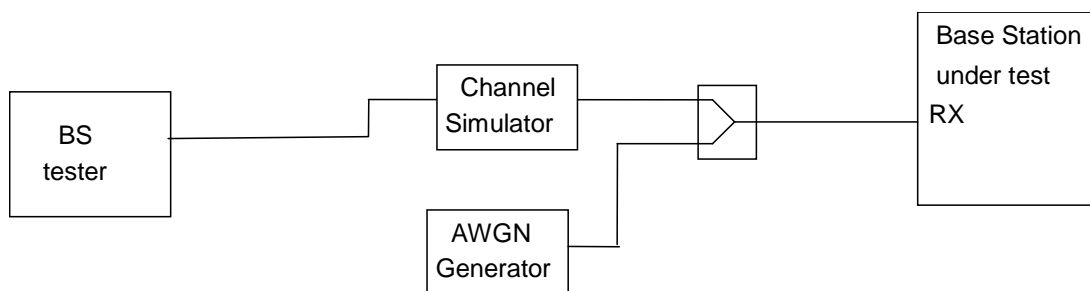 BS
tester
Channel
Simulator
AWGN
Generator
Base Station
under test
RX